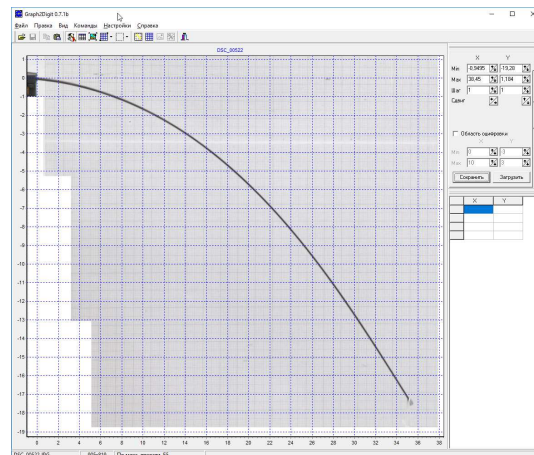 Graph2Digit 0.7.1b
Файл Правка Вид Команды Настройки Справка
DSC_00522
1
0
-1
-2
-3
-4
-5
-6
-7
-8
-9
-10
-11
-12
-13
-14
-15
-16
-17
-18
-19
0 2 4 6 8 10 12 14 16 18 20 22 24 26 28 30 32 34 36 38
X Y
Мин -0,9495 -19,28
Макс 38,45 1,184
Шаг 1 1
Сдвиг
Область оцифровки
X Y
Мин 0 -3
Макс 10 3
Сохранить Загрузить
X Y